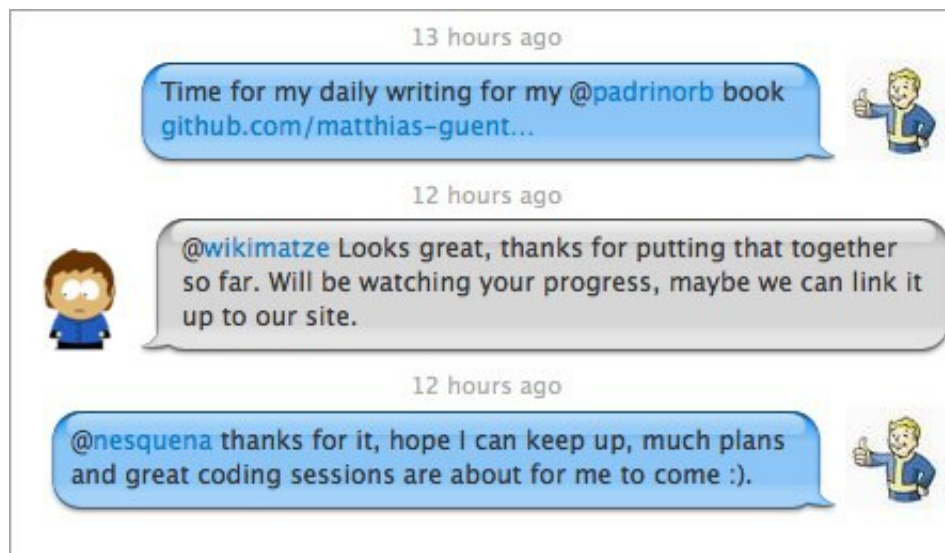 13 hours ago
Time for my daily writing for my @padrinorb book
github.com/matthias-guent...
12 hours ago
@wikimatze Looks great, thanks for putting that together
so far. Will be watching your progress, maybe we can link it
up to our site.
12 hours ago
@nesquena thanks for it, hope I can keep up, much plans
and great coding sessions are about for me to come :).